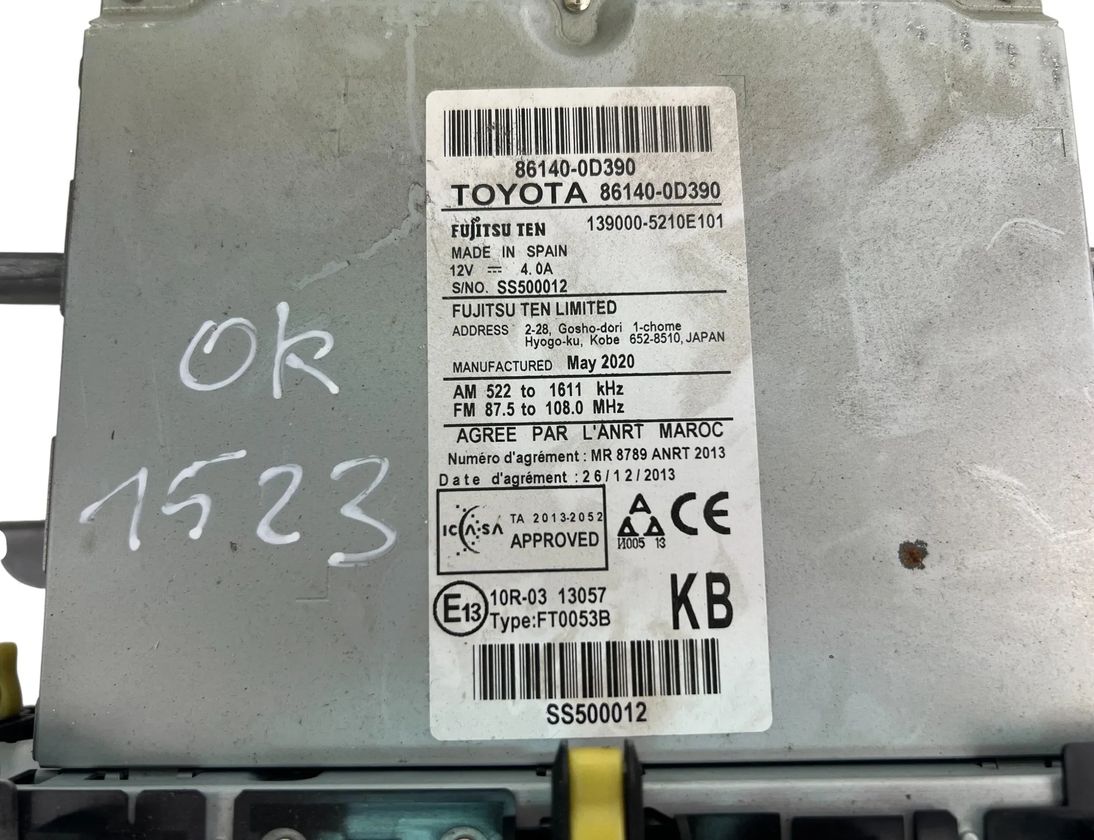 86140-0D390
TOYOTA 86140-0D390
FUJITSU TEN 139000-5210E101
MADE IN SPAIN
12V ⎓ 4.0A
S/NO. SS500012
FUJITSU TEN LIMITED
ADDRESS 2-28, Gosho-dori 1-chome
Hyogo-ku, Kobe 652-8510, JAPAN
MANUFACTURED May 2020
AM 522 to 1611 kHz
FM 87.5 to 108.0 MHz
AGREE PAR L'ANRT MAROC
Numéro d'agrément : MR 8789 ANRT 2013
Date d'agrément : 26/12/2013
ICASA TA 2013-2052
APPROVED
И005 13
CE
E13 10R-03 13057
Type:FT0053B
KB
SS500012
OK
1523